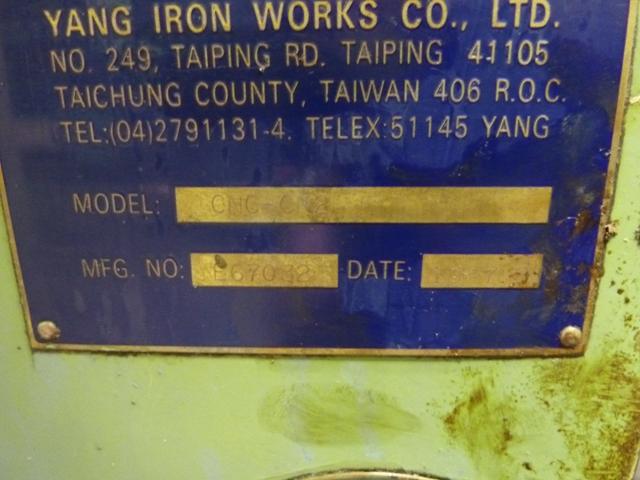 YANG IRON WORKS CO., LTD.
NO. 249, TAIPING RD. TAIPING 41105
TAICHUNG COUNTY, TAIWAN 406 R.O.C.
TEL:(04)2791131-4. TELEX:51145 YANG
MODEL:
MFG. NO: DATE: